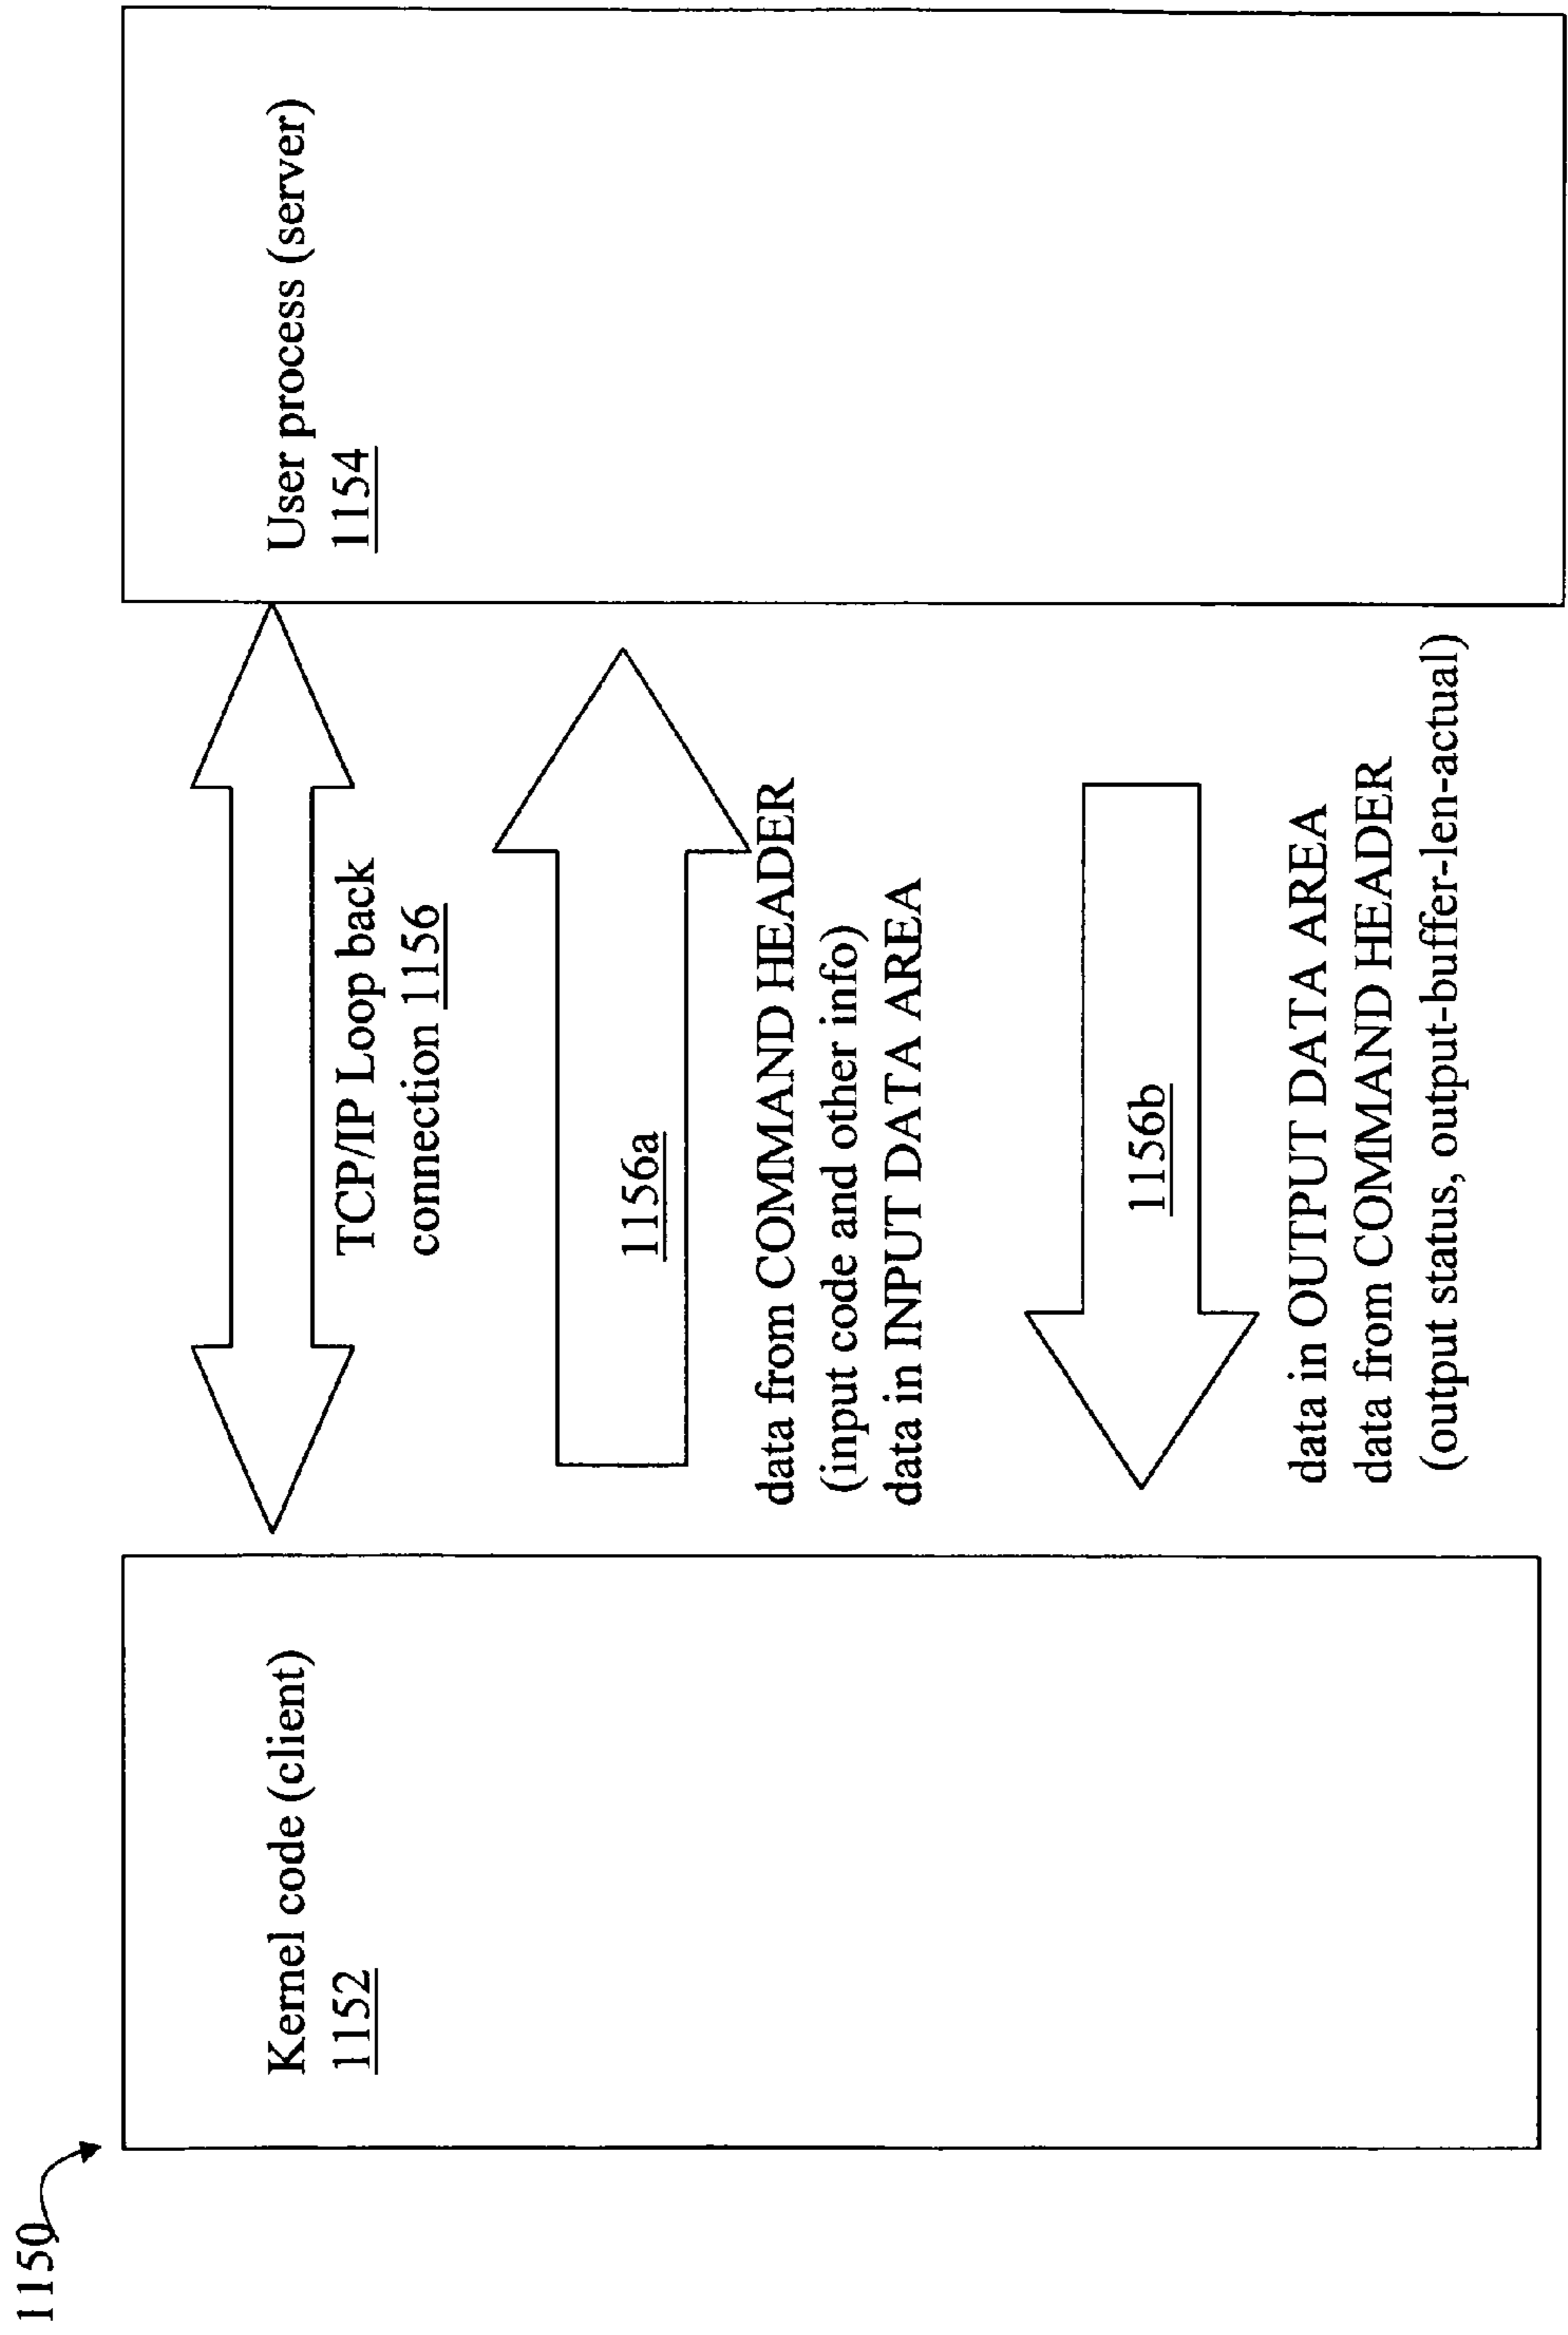 1150
Kernel code (client)
1152
TCP/IP Loop back
connection 1156
1156a
data from COMMAND HEADER
(input code and other info)
data in INPUT DATA AREA
1156b
data in OUTPUT DATA AREA
data from COMMAND HEADER
(output status, output-buffer-len-actual)
User process (server)
1154